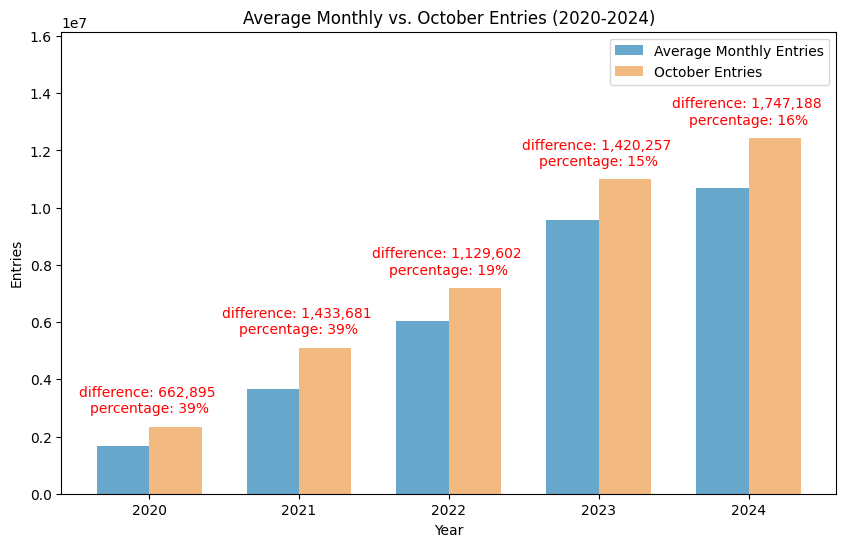 Average Monthly vs. October Entries (2020-2024)
1e7
1.6
1.4
1.2
1.0
0.8
0.6
0.4
0.2
0.0
Entries
Average Monthly Entries
October Entries
difference: 662,895
percentage: 39%
difference: 1,433,681
percentage: 39%
difference: 1,129,602
percentage: 19%
difference: 1,420,257
percentage: 15%
difference: 1,747,188
percentage: 16%
2020
2021
2022
2023
2024
Year